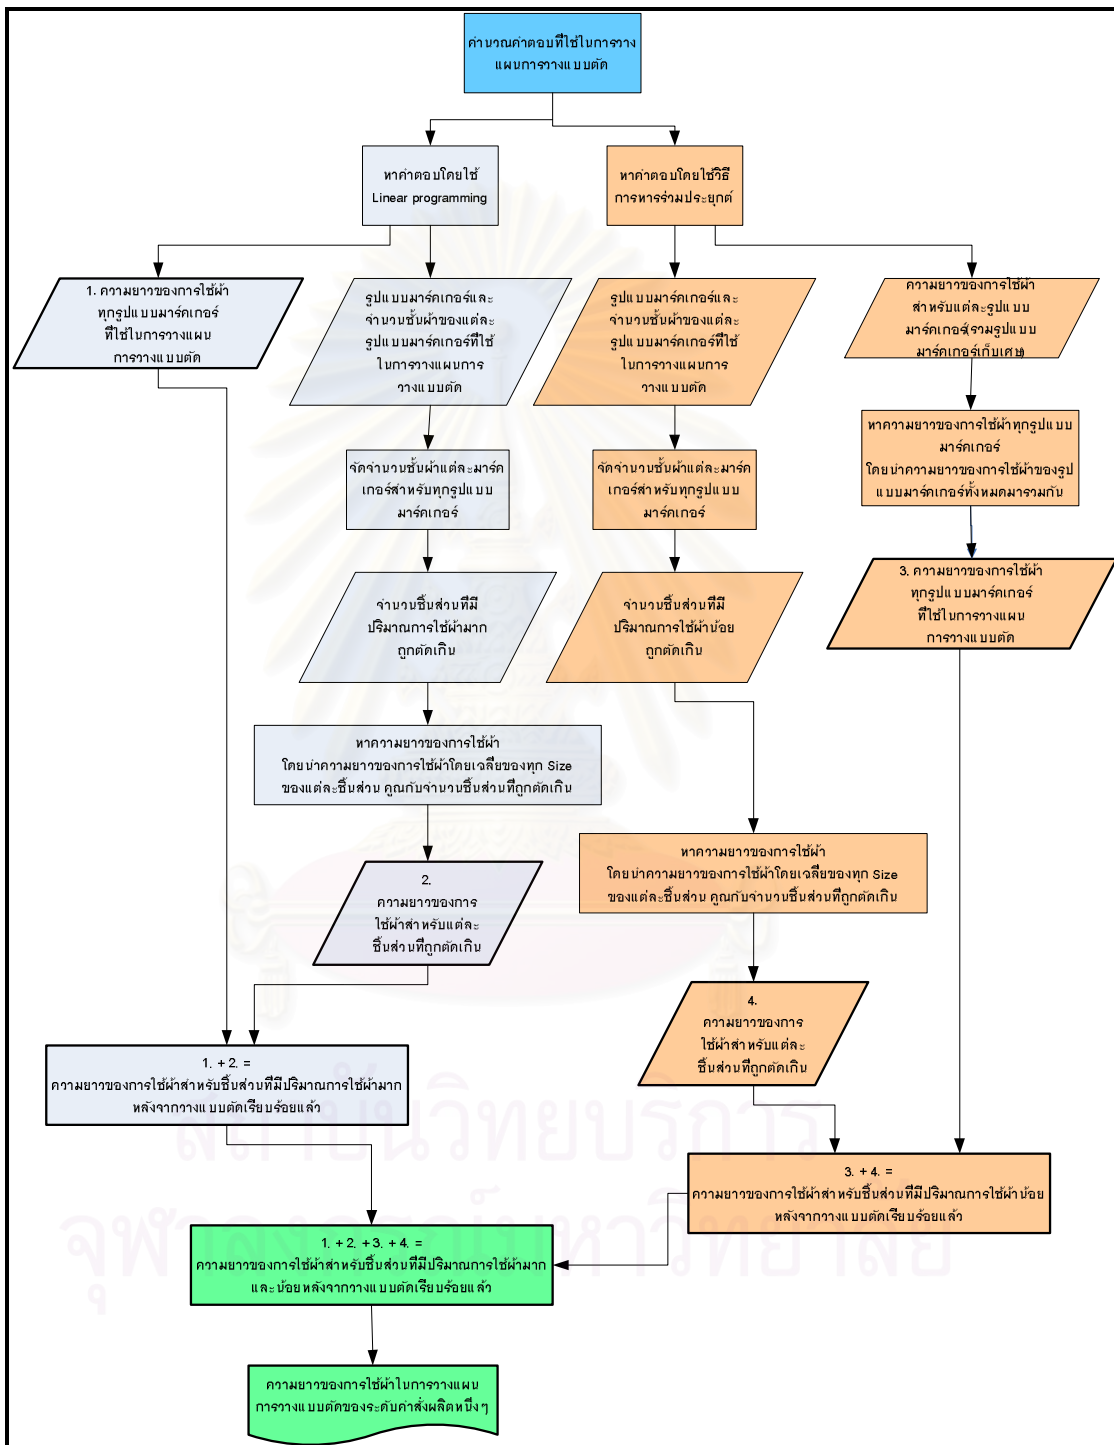 คำนวณคำตอบที่ใช้ในการวาง
แผนการวางแบบตัด
หาคำตอบโดยใช้
Linear programming
หาคำตอบโดยใช้วิธี
การหารร่วมประยุกต์
1. ความยาวของการใช้ผ้า
ทุกรูปแบบมาร์คเกอร์
ที่ใช้ในการวางแผน
การวางแบบตัด
รูปแบบมาร์คเกอร์และ
จำนวนชั้นผ้าของแต่ละ
รูปแบบมาร์คเกอร์ที่ใช้
ในการวางแผนการ
วางแบบตัด
รูปแบบมาร์คเกอร์และ
จำนวนชั้นผ้าของแต่ละ
รูปแบบมาร์คเกอร์ที่ใช้
ในการวางแผนการ
วางแบบตัด
ความยาวของการใช้ผ้า
สำหรับแต่ละรูปแบบ
มาร์คเกอร์(รวมรูปแบบ
มาร์คเกอร์เก็บเศษ)
หาความยาวของการใช้ผ้าทุกรูปแบบ
มาร์คเกอร์
โดยนำความยาวของการใช้ผ้าของรูป
แบบมาร์คเกอร์ทั้งหมดมารวมกัน
จัดจำนวนชั้นผ้าแต่ละมาร์ค
เกอร์สำหรับทุกรูปแบบ
มาร์คเกอร์
จัดจำนวนชั้นผ้าแต่ละมาร์ค
เกอร์สำหรับทุกรูปแบบ
มาร์คเกอร์
3. ความยาวของการใช้ผ้า
ทุกรูปแบบมาร์คเกอร์
ที่ใช้ในการวางแผน
การวางแบบตัด
จำนวนชิ้นส่วนที่มี
ปริมาณการใช้ผ้ามาก
ถูกตัดเกิน
จำนวนชิ้นส่วนที่มี
ปริมาณการใช้ผ้าน้อย
ถูกตัดเกิน
หาความยาวของการใช้ผ้า
โดยนำความยาวของการใช้ผ้าโดยเฉลี่ยของทุก Size
ของแต่ละชิ้นส่วน คูณกับจำนวนชิ้นส่วนที่ถูกตัดเกิน
หาความยาวของการใช้ผ้า
โดยนำความยาวของการใช้ผ้าโดยเฉลี่ยของทุก Size
ของแต่ละชิ้นส่วน คูณกับจำนวนชิ้นส่วนที่ถูกตัดเกิน
2.
ความยาวของการ
ใช้ผ้าสำหรับแต่ละ
ชิ้นส่วนที่ถูกตัดเกิน
4.
ความยาวของการ
ใช้ผ้าสำหรับแต่ละ
ชิ้นส่วนที่ถูกตัดเกิน
1. + 2. =
ความยาวของการใช้ผ้าสำหรับชิ้นส่วนที่มีปริมาณการใช้ผ้ามาก
หลังจากวางแบบตัดเรียบร้อยแล้ว
สถาบันวิทยบริการ
3. + 4. =
ความยาวของการใช้ผ้าสำหรับชิ้นส่วนที่มีปริมาณการใช้ผ้าน้อย
หลังจากวางแบบตัดเรียบร้อยแล้ว
จุฬาลงกรณ์มหาวิทยาลัย
1. + 2. + 3. + 4. =
ความยาวของการใช้ผ้าสำหรับชิ้นส่วนที่มีปริมาณการใช้ผ้ามาก
และน้อยหลังจากวางแบบตัดเรียบร้อยแล้ว
ความยาวของการใช้ผ้าในการวางแผน
การวางแบบตัดของระดับคำสั่งผลิตหนึ่งๆ